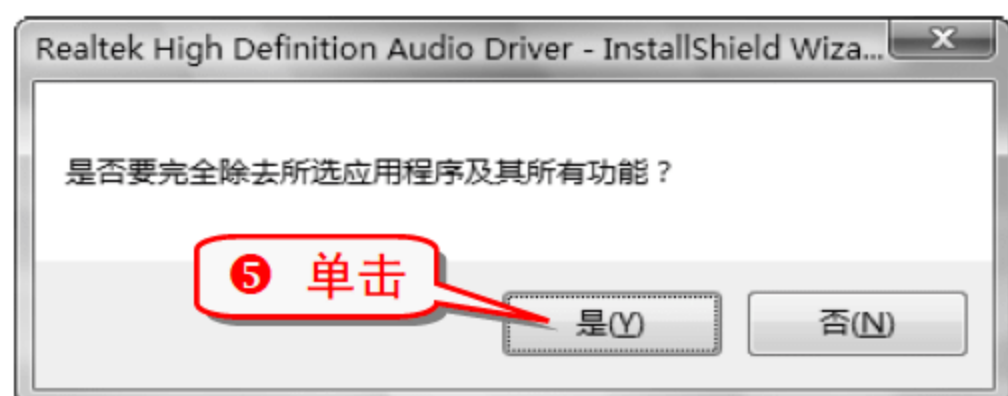 Realtek High Definition Audio Driver - InstallShield Wiza...
是否要完全除去所选应用程序及其所有功能？
❺ 单击
是(Y) 否(N)